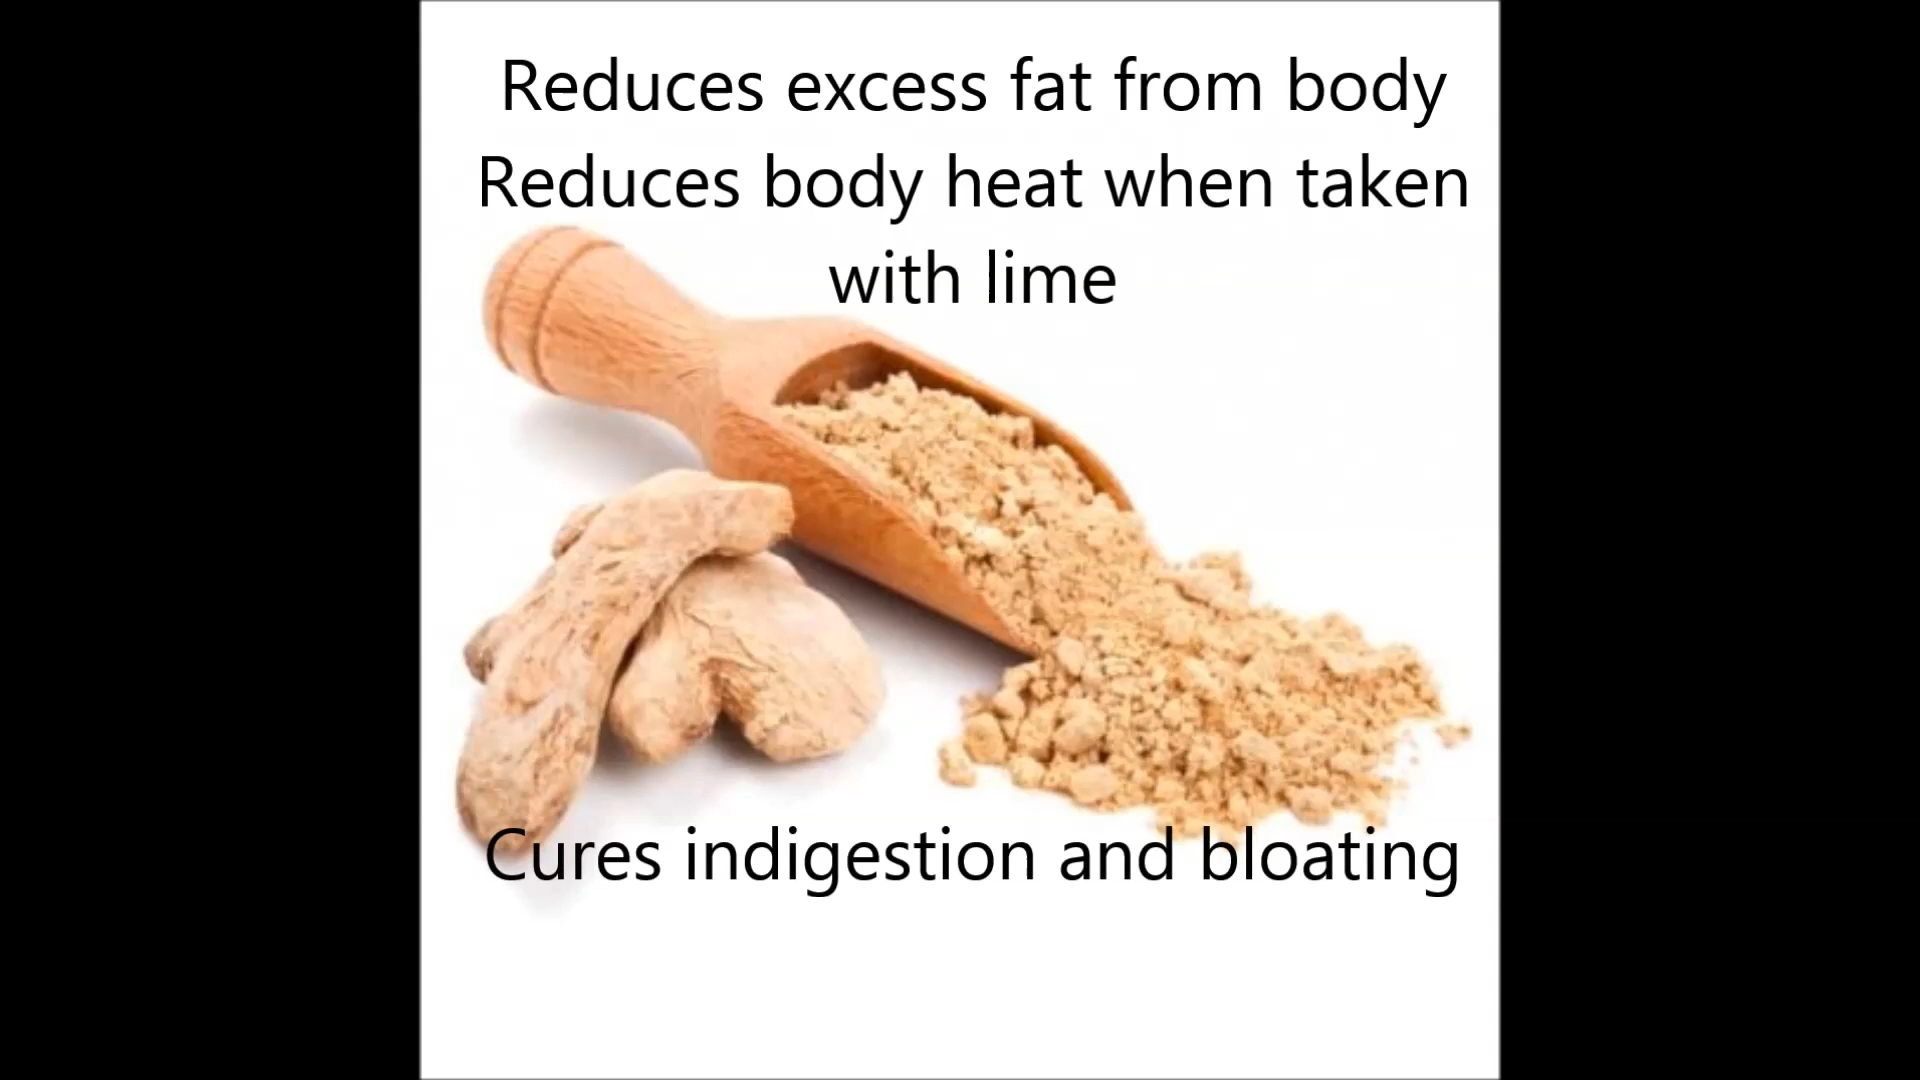 Reduces excess fat from body
Reduces body heat when taken
with lime
Cures indigestion and bloating